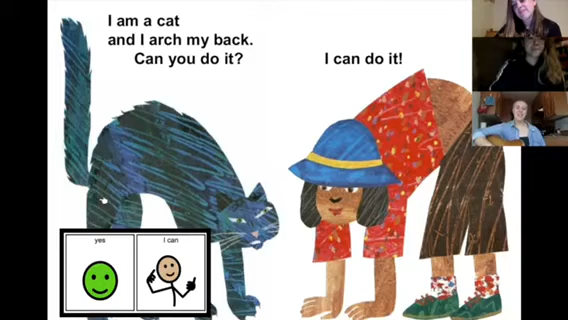 I am a cat
and I arch my back.
Can you do it?
I can do it!
yes
I can